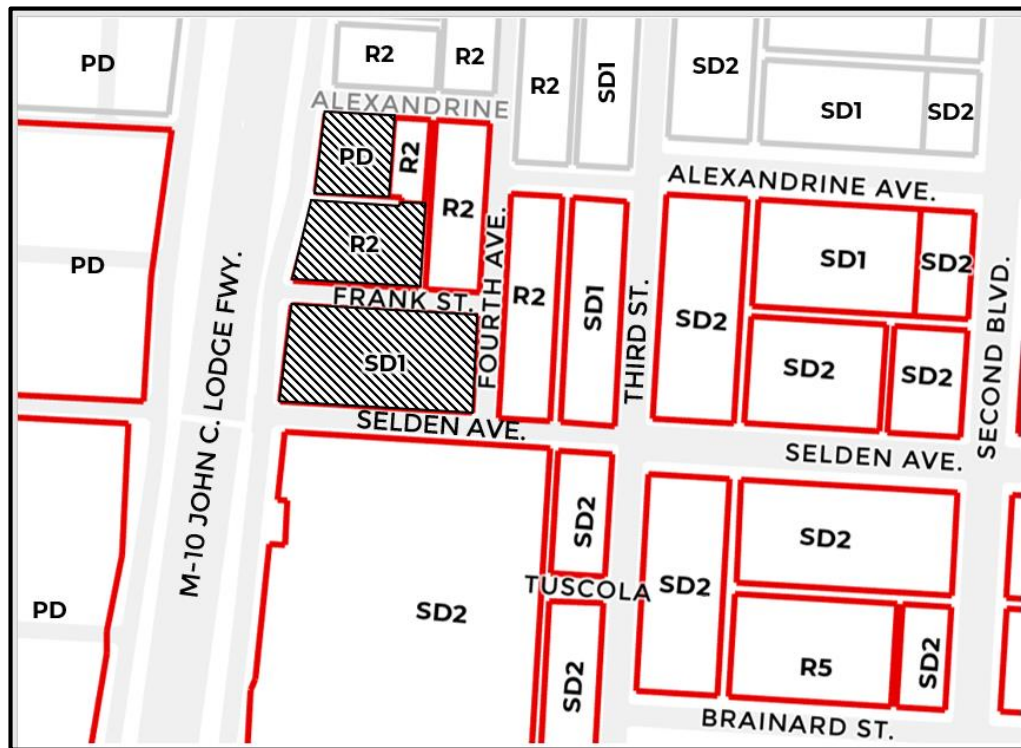 PD
R2
R2
R2
SD1
SD2
SD1
SD2
ALEXANDRINE
PD
R2
R2
ALEXANDRINE AVE.
PD
R2
FOURTH AVE.
R2
SD1
THIRD ST.
SD2
SD1
SD2
SECOND BLVD.
M-10 JOHN C. LODGE FWY.
FRANK ST.
SD1
SD2
SD2
SELDEN AVE.
SELDEN AVE.
SD2
SD2
TUSCOLA
SD2
PD
SD2
SD2
R5
SD2
BRAINARD ST.